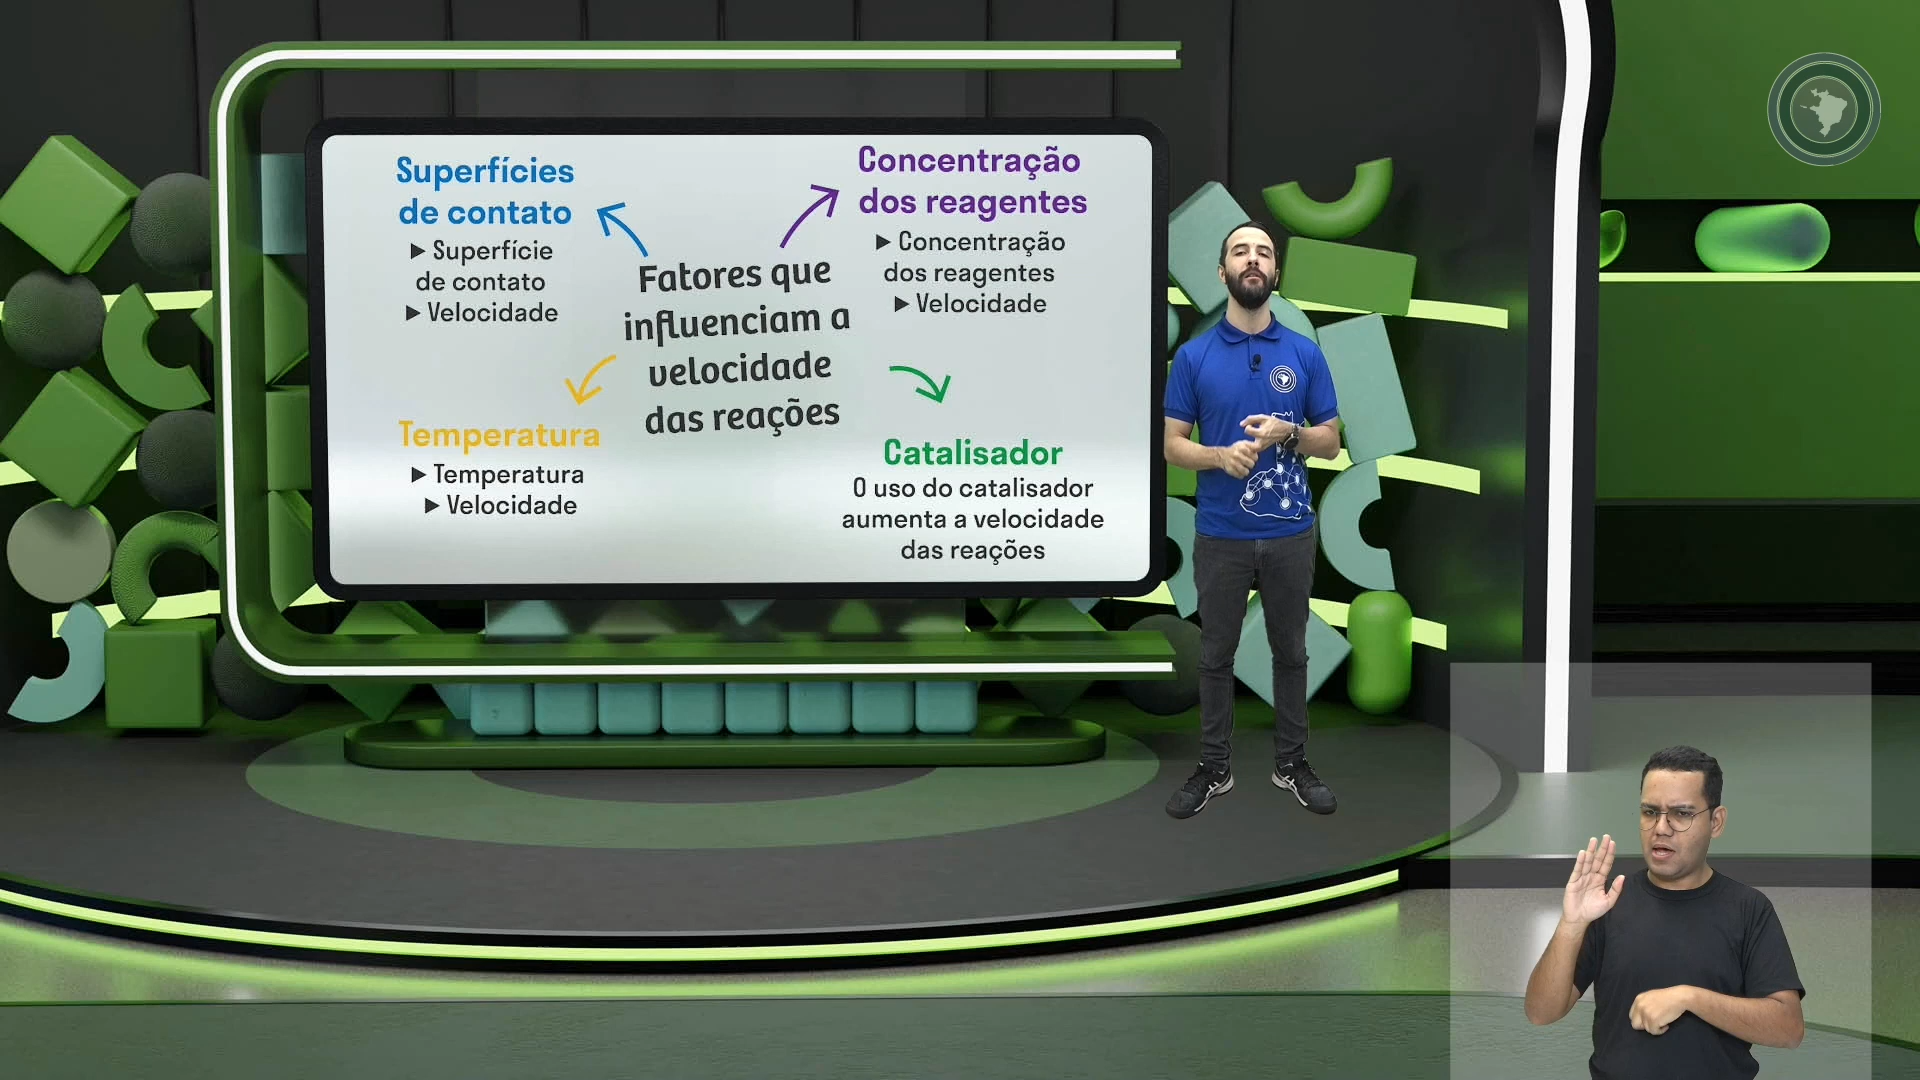 Superfícies
de contato
▶ Superfície
de contato
▶ Velocidade
Concentração
dos reagentes
▶ Concentração
dos reagentes
▶ Velocidade
Fatores que
influenciam a
velocidade
das reações
Temperatura
▶ Temperatura
▶ Velocidade
Catalisador
O uso do catalisador
aumenta a velocidade
das reações